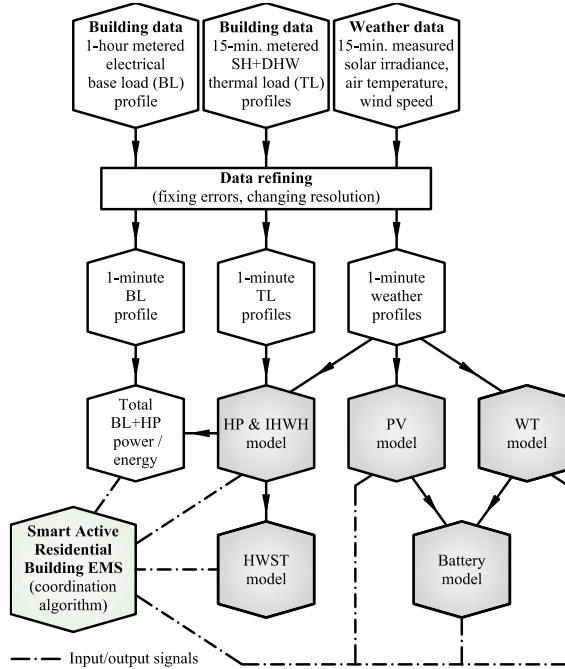 Building data
1-hour metered
electrical
base load (BL)
profile
Building data
15-min. metered
SH+DHW
thermal load (TL)
profiles
Weather data
15-min. measured
solar irradiance,
air temperature,
wind speed
Data refining
(fixing errors, changing resolution)
1-minute
BL
profile
1-minute
TL
profiles
1-minute
weather
profiles
Total
BL+HP
power /
energy
HP & IHWH
model
PV
model
WT
model
Smart Active
Residential
Building EMS
(coordination
algorithm)
HWST
model
Battery
model
Input/output signals